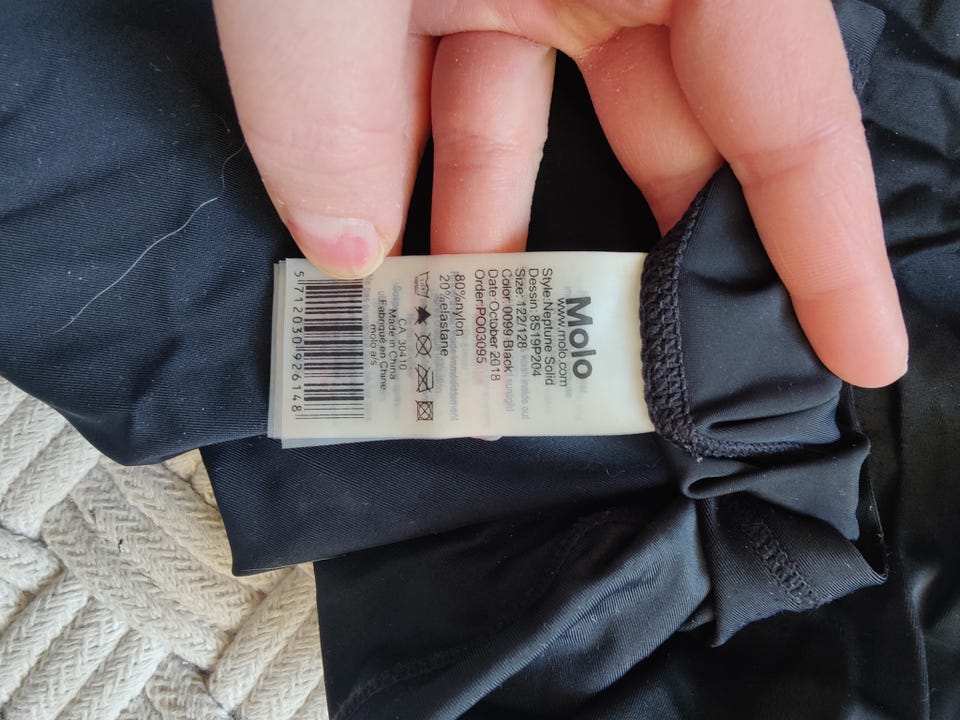 Molo
www.molo.com
Style:Neptune Solid
Dessin: 8S19P204
Size: 122/128
Color: 0099 Black
Date:October 2018
Order:PO03095
80%nylon
20%elastane
CA 30410
Made in China
Fabriqué en Chine
molo a/s
5712030926148